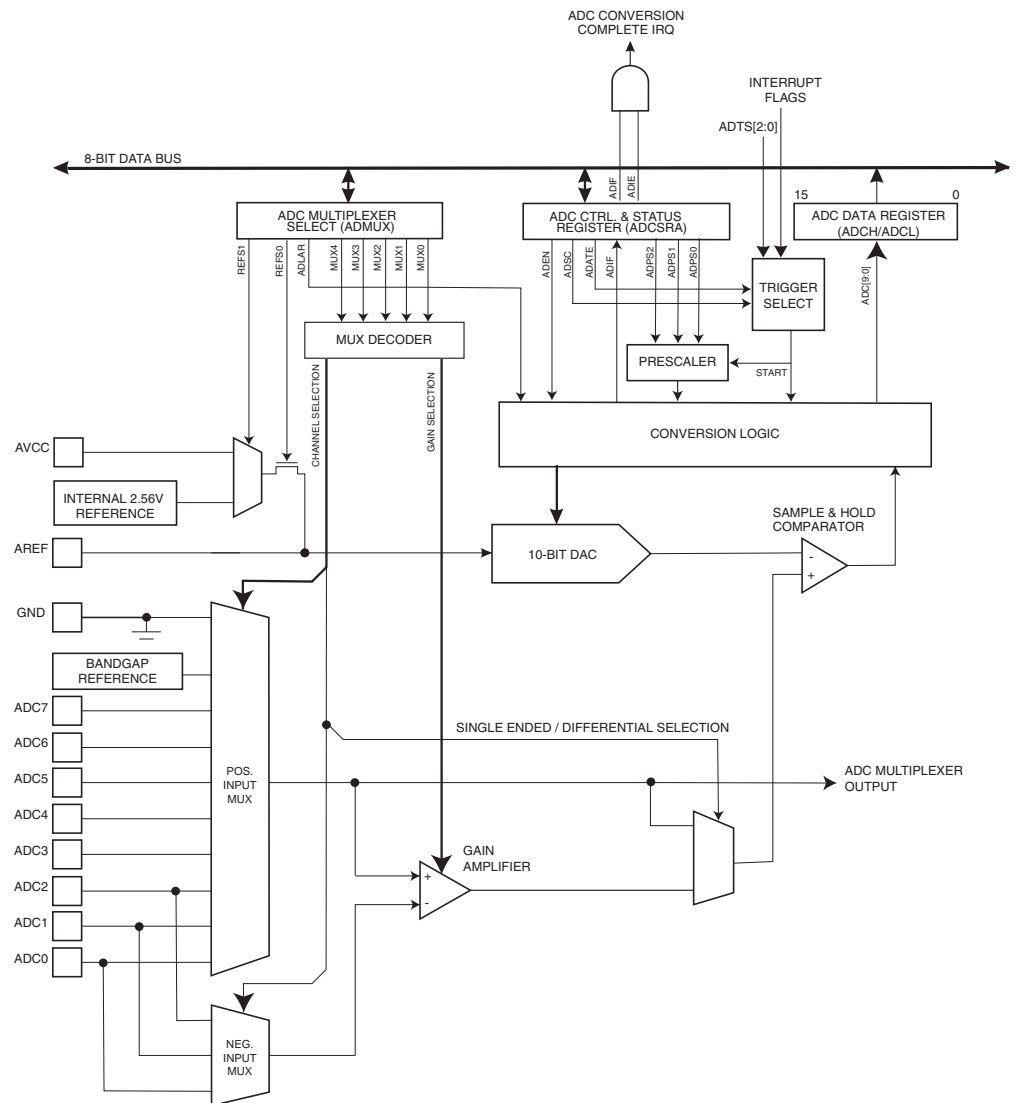 ADC CONVERSION
COMPLETE IRQ
INTERRUPT
FLAGS
ADTS[2:0]
8-BIT DATA BUS
ADIF
ADIE
15
0
ADC MULTIPLEXER
SELECT (ADMUX)
ADC CTRL. & STATUS
REGISTER (ADCSRA)
ADC DATA REGISTER
(ADCH/ADCL)
REFS1
REFS0
ADLAR
MUX4
MUX3
MUX2
MUX1
MUX0
ADEN
ADSC
ADATE
ADIF
ADPS2
ADPS1
ADPS0
ADC[9:0]
TRIGGER
SELECT
MUX DECODER
PRESCALER
START
CHANNEL SELECTION
GAIN SELECTION
CONVERSION LOGIC
AVCC
INTERNAL 2.56V
REFERENCE
SAMPLE & HOLD
COMPARATOR
AREF
10-BIT DAC
-
+
GND
BANDGAP
REFERENCE
ADC7
SINGLE ENDED / DIFFERENTIAL SELECTION
ADC6
ADC5
POS.
INPUT
MUX
ADC MULTIPLEXER
OUTPUT
ADC4
ADC3
GAIN
AMPLIFIER
+
-
ADC2
ADC1
ADC0
NEG.
INPUT
MUX